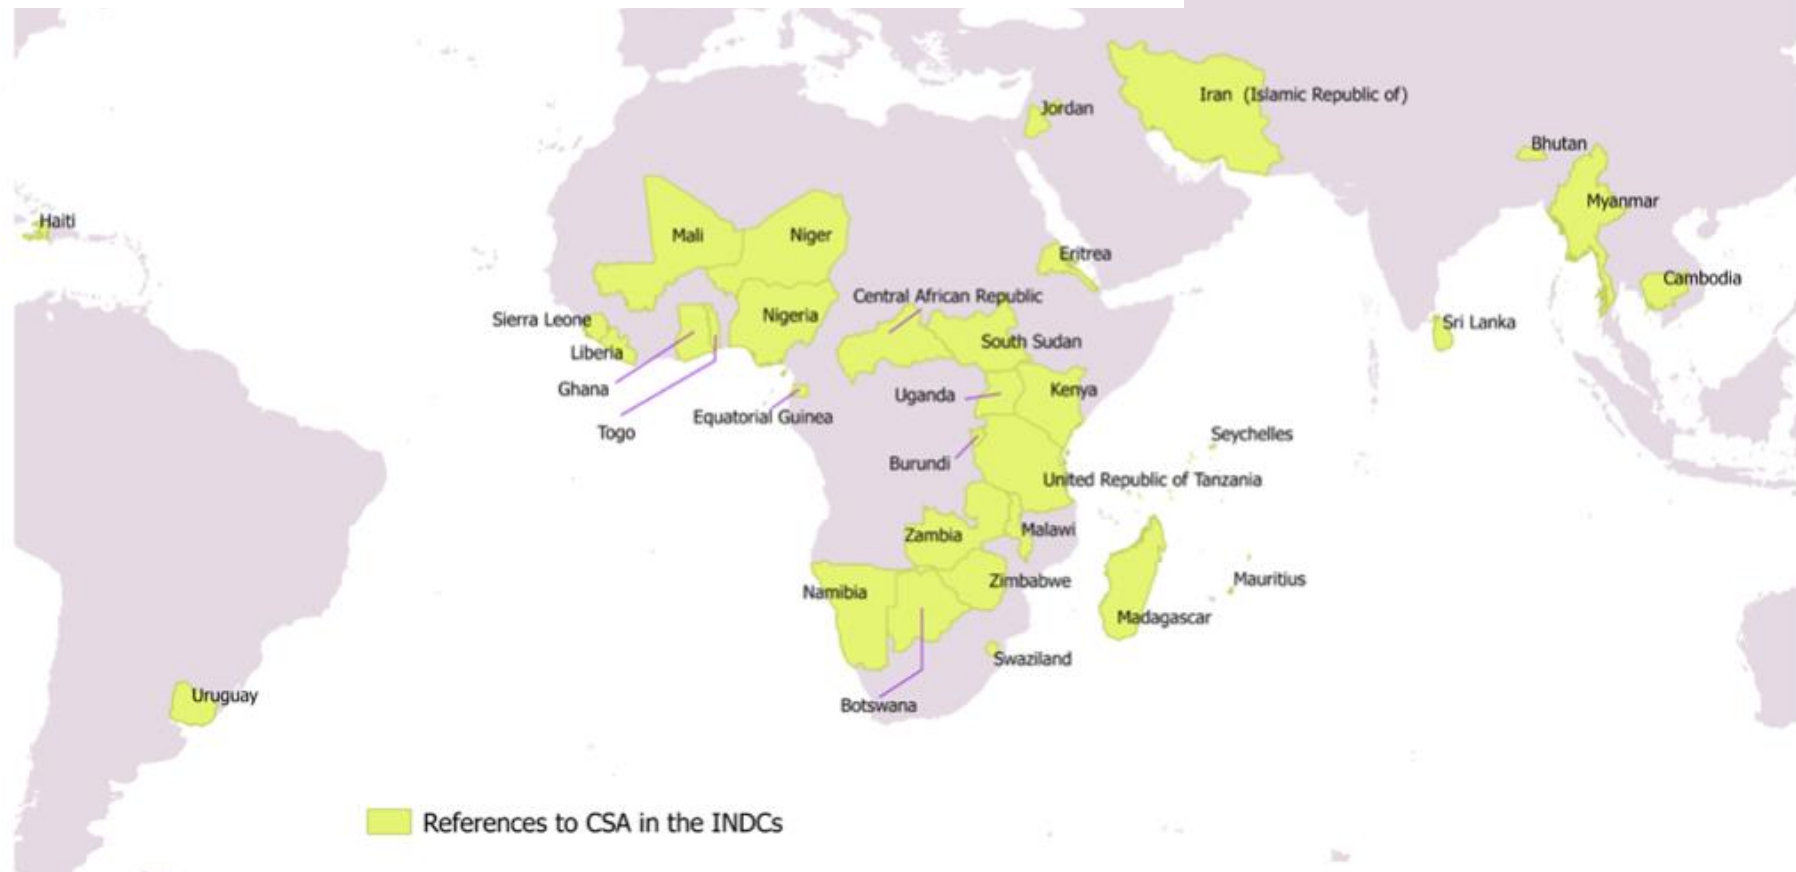 Iran (Islamic Republic of)
Jordan
Bhutan
Myanmar
Haiti
Mali
Niger
Eritrea
Cambodia
Central African Republic
Nigeria
Sierra Leone
Sri Lanka
South Sudan
Liberia
Ghana
Uganda
Kenya
Equatorial Guinea
Togo
Seychelles
Burundi
United Republic of Tanzania
Malawi
Zambia
Zimbabwe
Mauritius
Namibia
Madagascar
Swaziland
Uruguay
Botswana
References to CSA in the INDCs